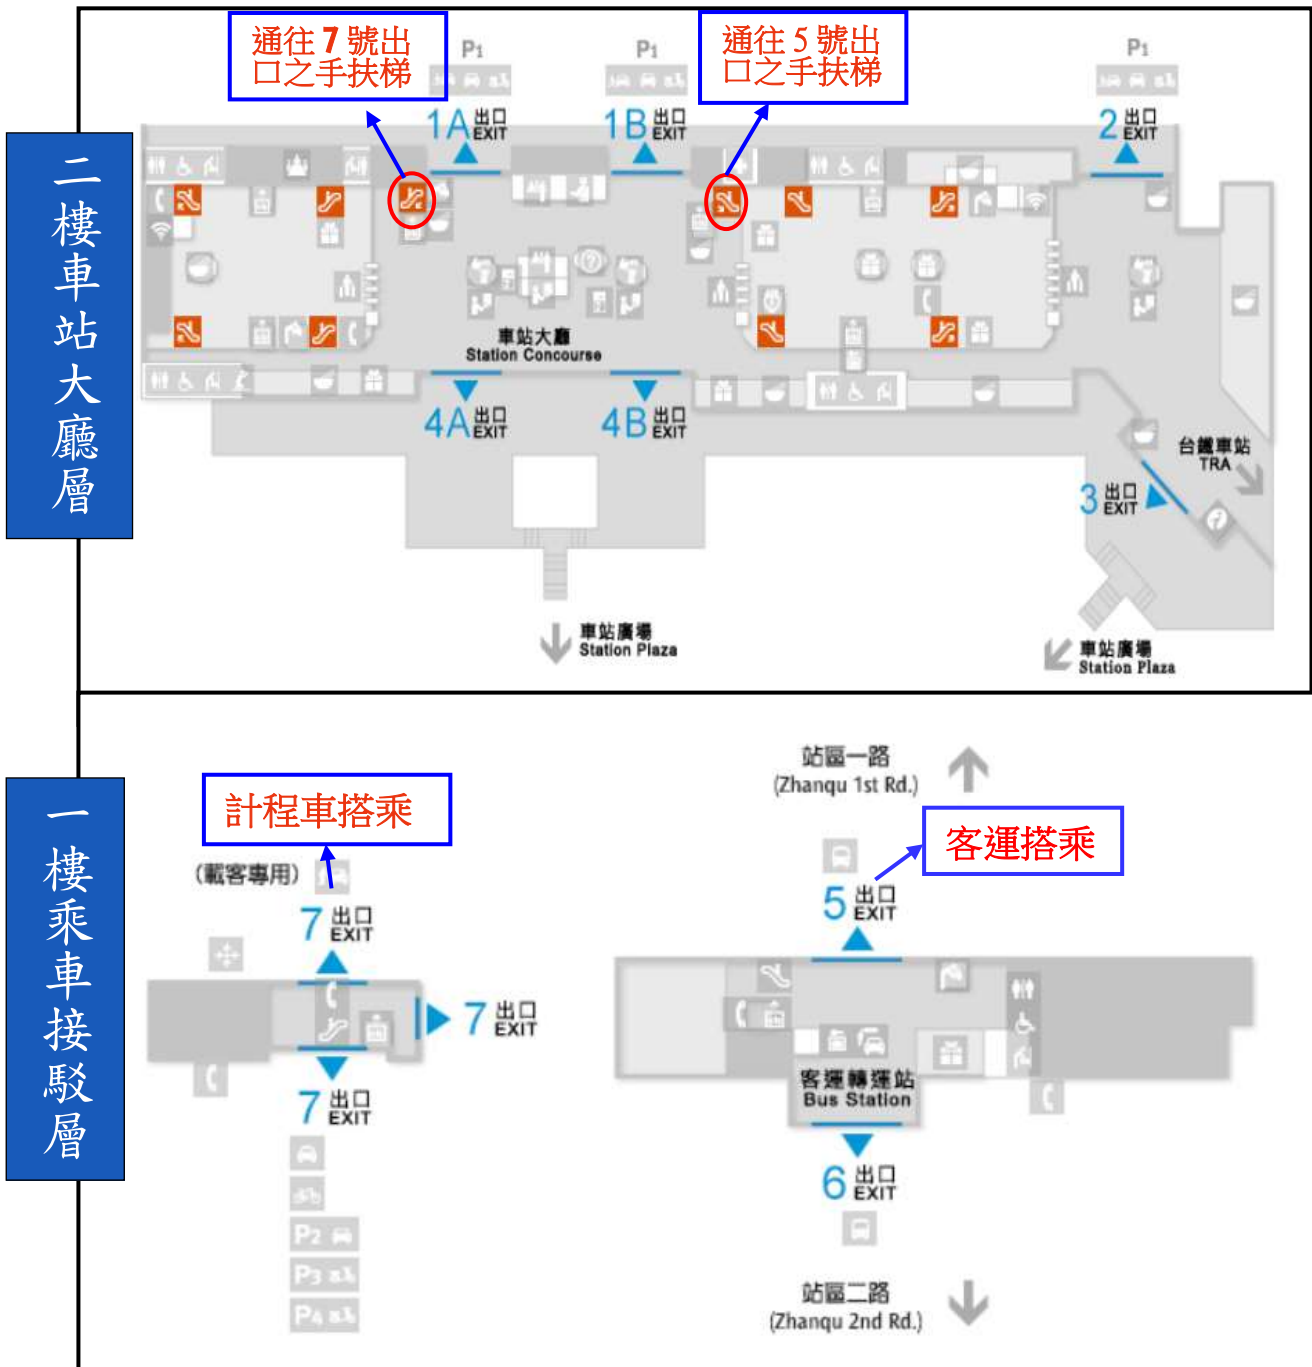 通往 7 號出
口之手扶梯
通往 5 號出
口之手扶梯
P1
P1
P1
1A 出口 EXIT
1B 出口 EXIT
2 出口 EXIT
二樓車站大廳層
車站大廳
Station Concourse
4A 出口 EXIT
4B 出口 EXIT
台鐵車站
TRA
3 出口 EXIT
車站廣場
Station Plaza
車站廣場
Station Plaza
一樓乘車接駁層
站區一路
(Zhanqu 1st Rd.)
計程車搭乘
客運搭乘
(載客專用)
7 出口 EXIT
5 出口 EXIT
7 出口 EXIT
7 出口 EXIT
客運轉運站
Bus Station
6 出口 EXIT
P2
P3
P4
站區二路
(Zhanqu 2nd Rd.)